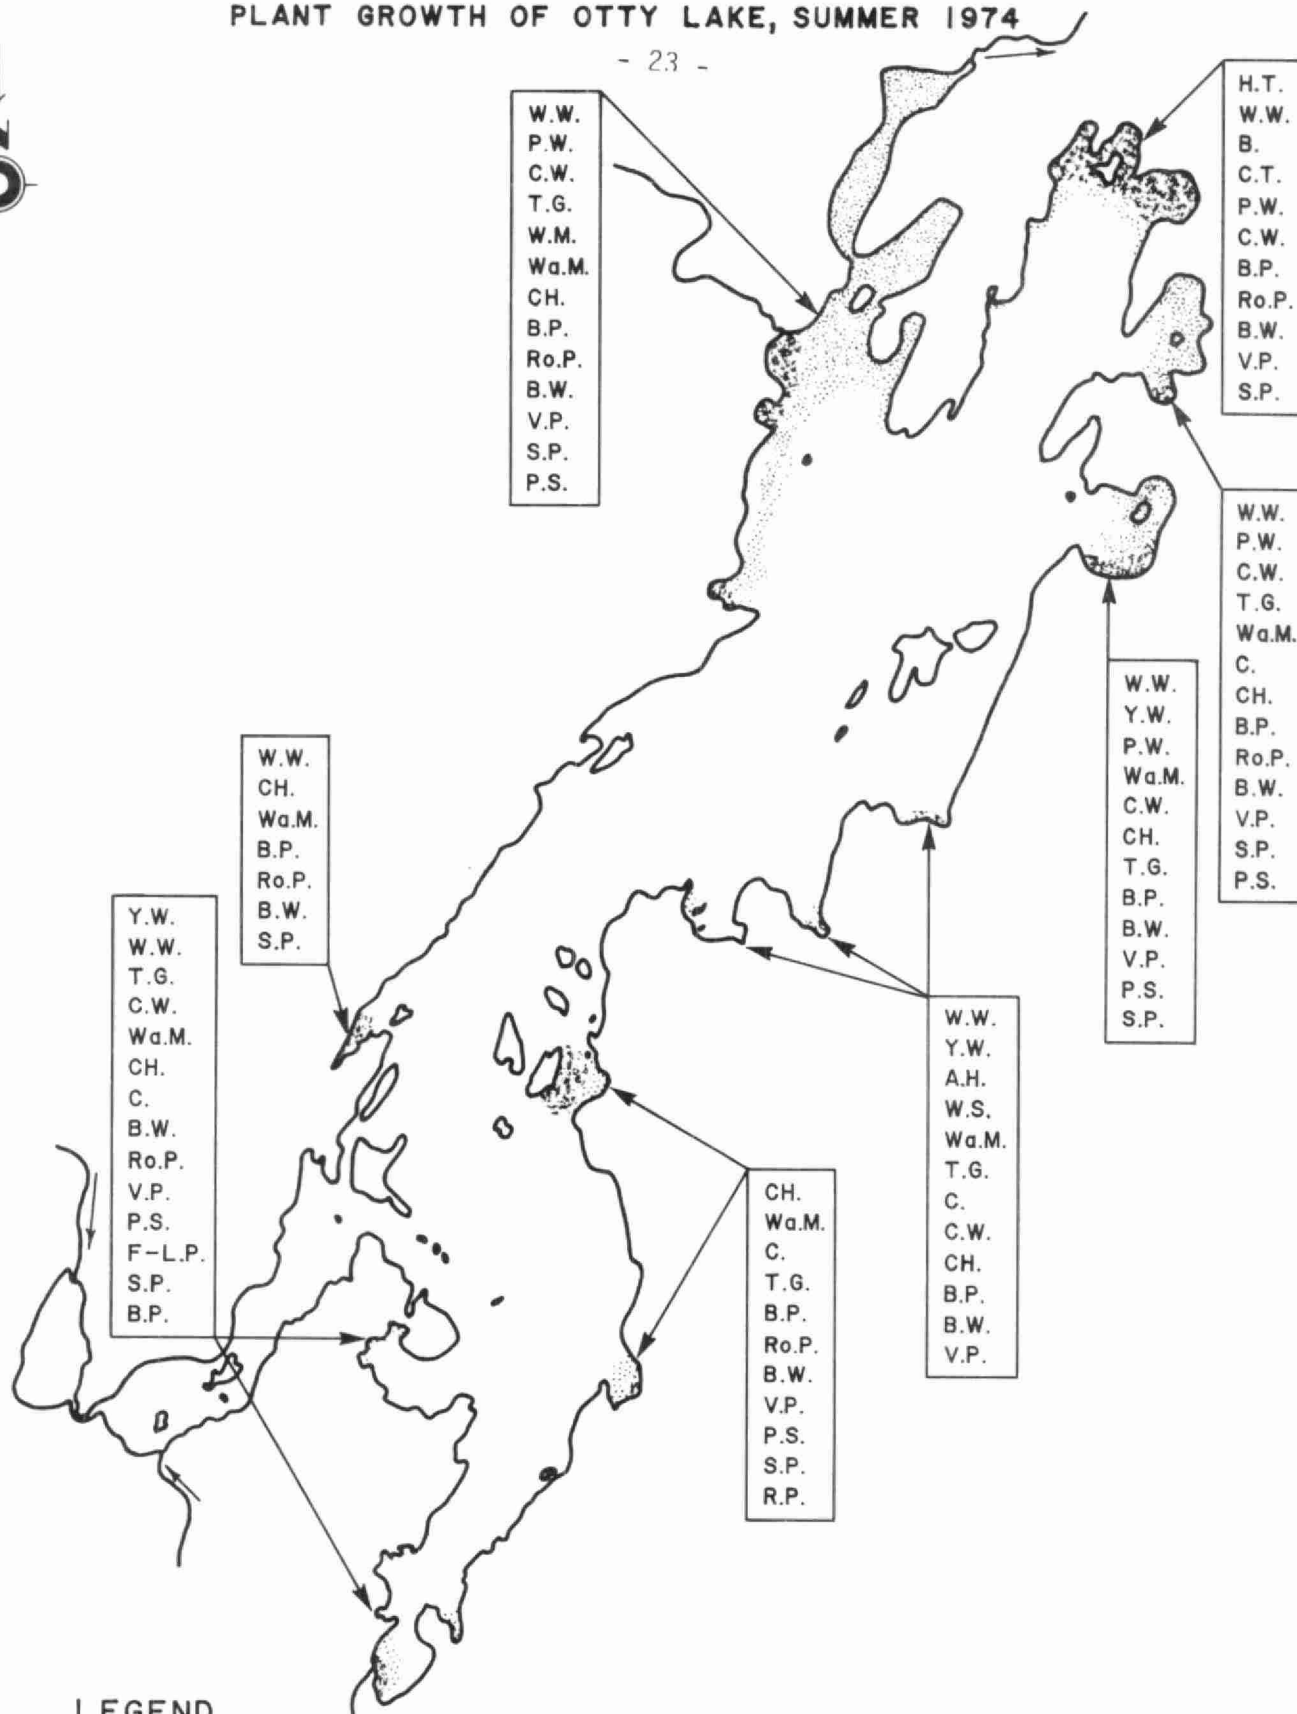 PLANT GROWTH OF OTTY LAKE, SUMMER 1974
- 23 -
W.W.
P.W.
C.W.
T.G.
W.M.
Wa.M.
CH.
B.P.
Ro.P.
B.W.
V.P.
S.P.
P.S.
H.T.
W.W.
B.
C.T.
P.W.
C.W.
B.P.
Ro.P.
B.W.
V.P.
S.P.
W.W.
P.W.
C.W.
T.G.
Wa.M.
C.
CH.
B.P.
Ro.P.
B.W.
V.P.
S.P.
P.S.
W.W.
Y.W.
P.W.
Wa.M.
C.W.
CH.
T.G.
B.P.
B.W.
V.P.
P.S.
S.P.
W.W.
CH.
Wa.M.
B.P.
Ro.P.
B.W.
S.P.
Y.W.
W.W.
T.G.
C.W.
Wa.M.
CH.
C.
B.W.
Ro.P.
V.P.
P.S.
F-L.P.
S.P.
B.P.
W.W.
Y.W.
A.H.
W.S.
Wa.M.
T.G.
C.
C.W.
CH.
B.P.
B.W.
V.P.
CH.
Wa.M.
C.
T.G.
B.P.
Ro.P.
B.W.
V.P.
P.S.
S.P.
R.P.
LEGEND